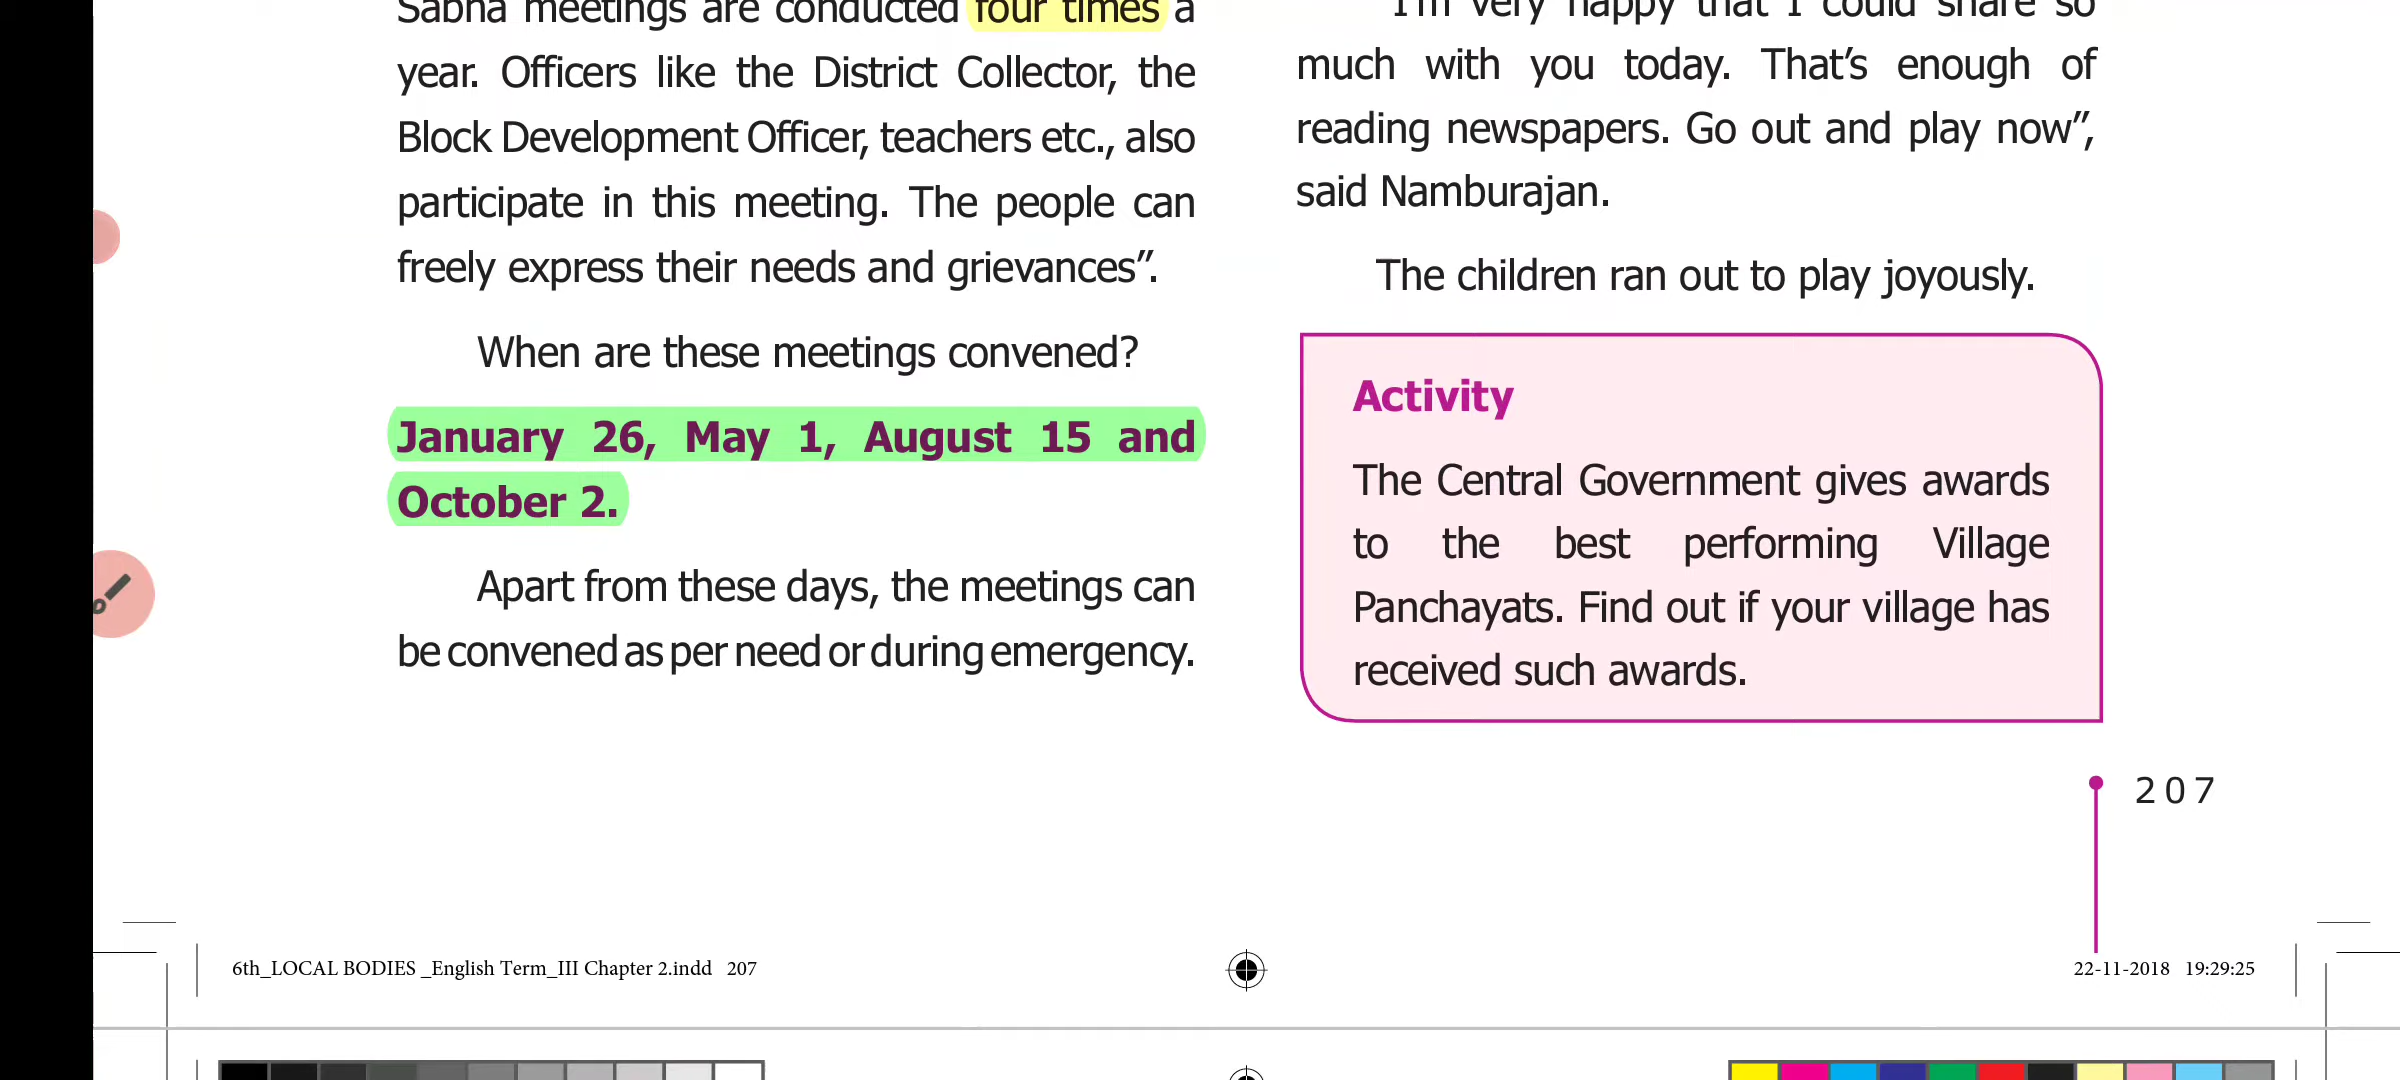 Sabha meetings are conducted four times a
year. Officers like the District Collector, the
Block Development Officer, teachers etc., also
participate in this meeting. The people can
freely express their needs and grievances”.
When are these meetings convened?
January 26, May 1, August 15 and
October 2.
Apart from these days, the meetings can
be convened as per need or during emergency.
“I’m very happy that I could share so
much with you today. That’s enough of
reading newspapers. Go out and play now”,
said Namburajan.
The children ran out to play joyously.
Activity
The Central Government gives awards
to the best performing Village
Panchayats. Find out if your village has
received such awards.
207
6th_LOCAL BODIES _English Term_III Chapter 2.indd 207
22-11-2018 19:29:25